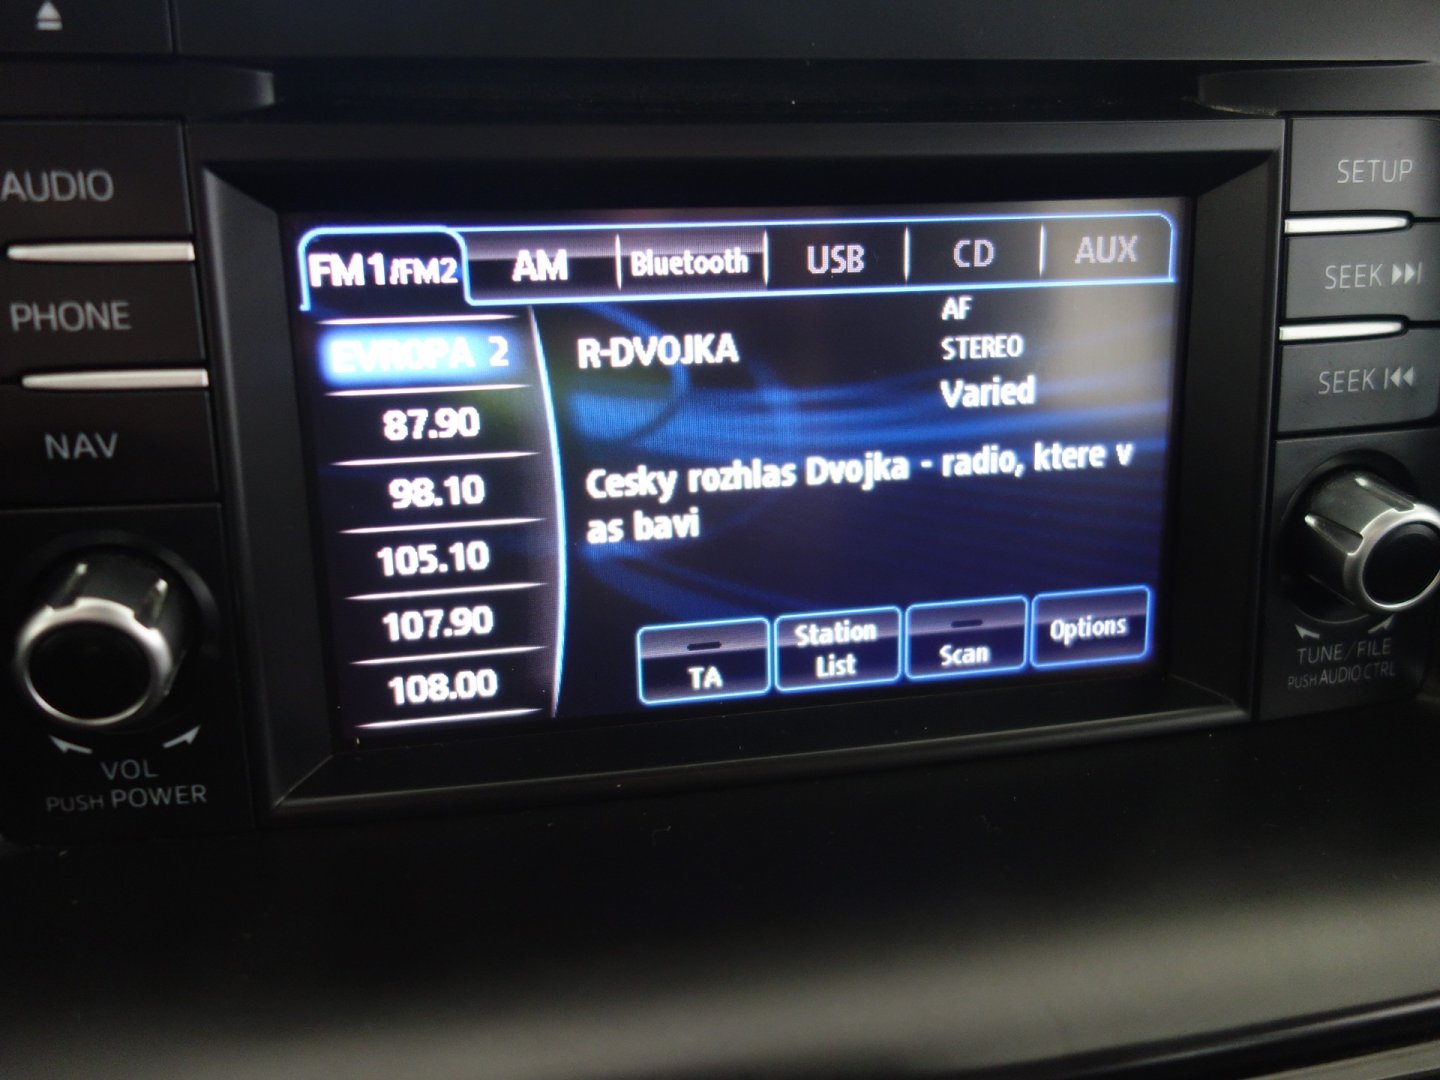 AUDIO
PHONE
NAV
VOL
PUSH POWER
FM1/FM2 AM Bluetooth USB CD AUX
EVROPA 2
87.90
98.10
105.10
107.90
108.00
R-DVOJKA
AF
STEREO
Varied
Cesky rozhlas Dvojka - radio, ktere v
as bavi
TA
Station
List
Scan
Options
SETUP
SEEK
SEEK
TUNE/FILE
PUSH AUDIO CTRL